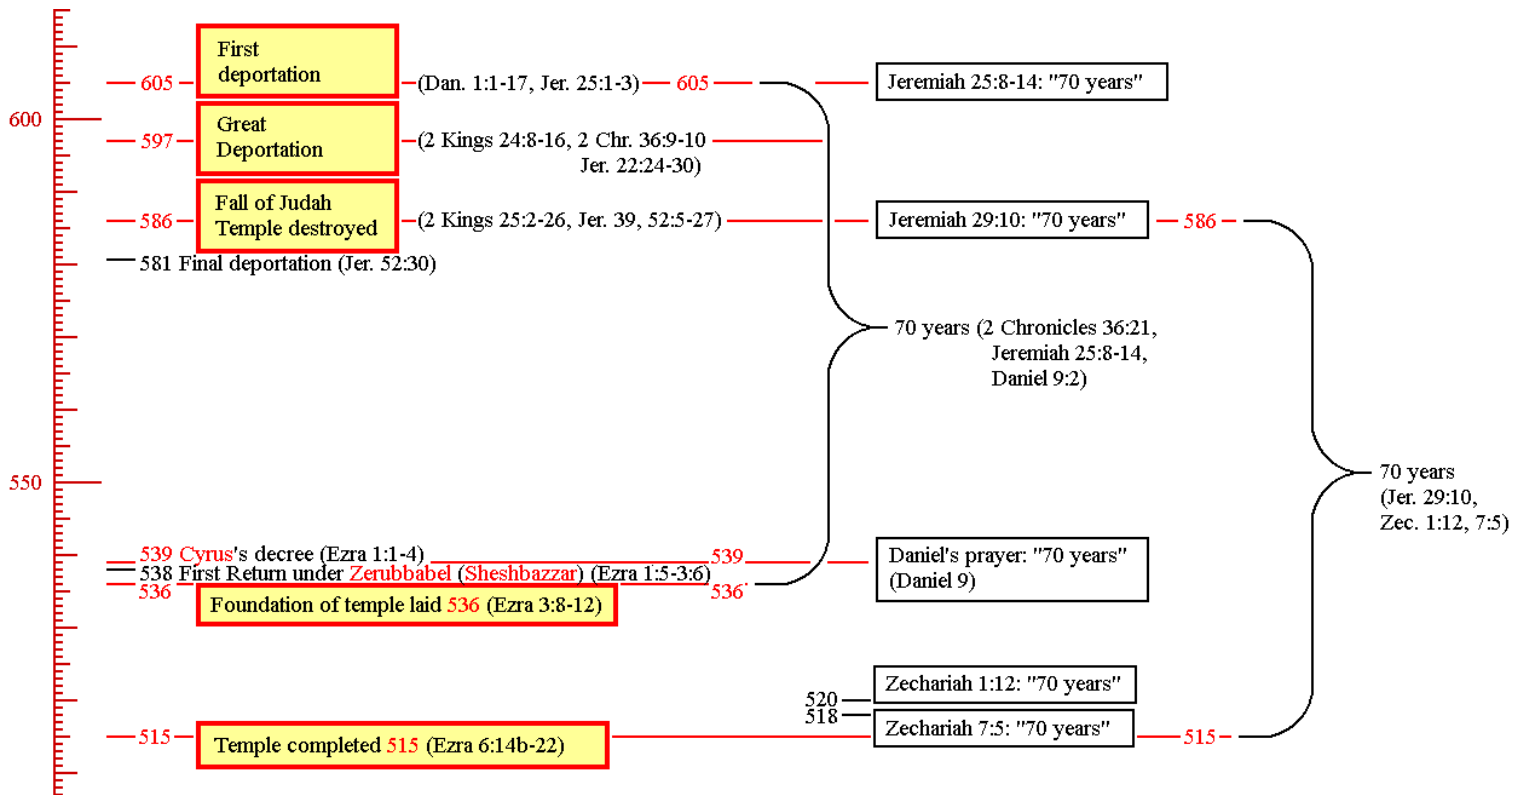 First
deportation
605
(Dan. 1:1-17, Jer. 25:1-3)
605
Jeremiah 25:8-14: "70 years"
600
Great
Deportation
597
(2 Kings 24:8-16, 2 Chr. 36:9-10
Jer. 22:24-30)
Fall of Judah
Temple destroyed
586
(2 Kings 25:2-26, Jer. 39, 52:5-27)
Jeremiah 29:10: "70 years"
586
581 Final deportation (Jer. 52:30)
70 years (2 Chronicles 36:21,
Jeremiah 25:8-14,
Daniel 9:2)
550
70 years
(Jer. 29:10,
Zec. 1:12, 7:5)
539 Cyrus's decree (Ezra 1:1-4)
539
Daniel's prayer: "70 years"
(Daniel 9)
538 First Return under Zerubbabel (Sheshbazzar) (Ezra 1:5-3:6)
536
536
Foundation of temple laid 536 (Ezra 3:8-12)
Zechariah 1:12: "70 years"
520
518
Zechariah 7:5: "70 years"
515
Temple completed 515 (Ezra 6:14b-22)
515